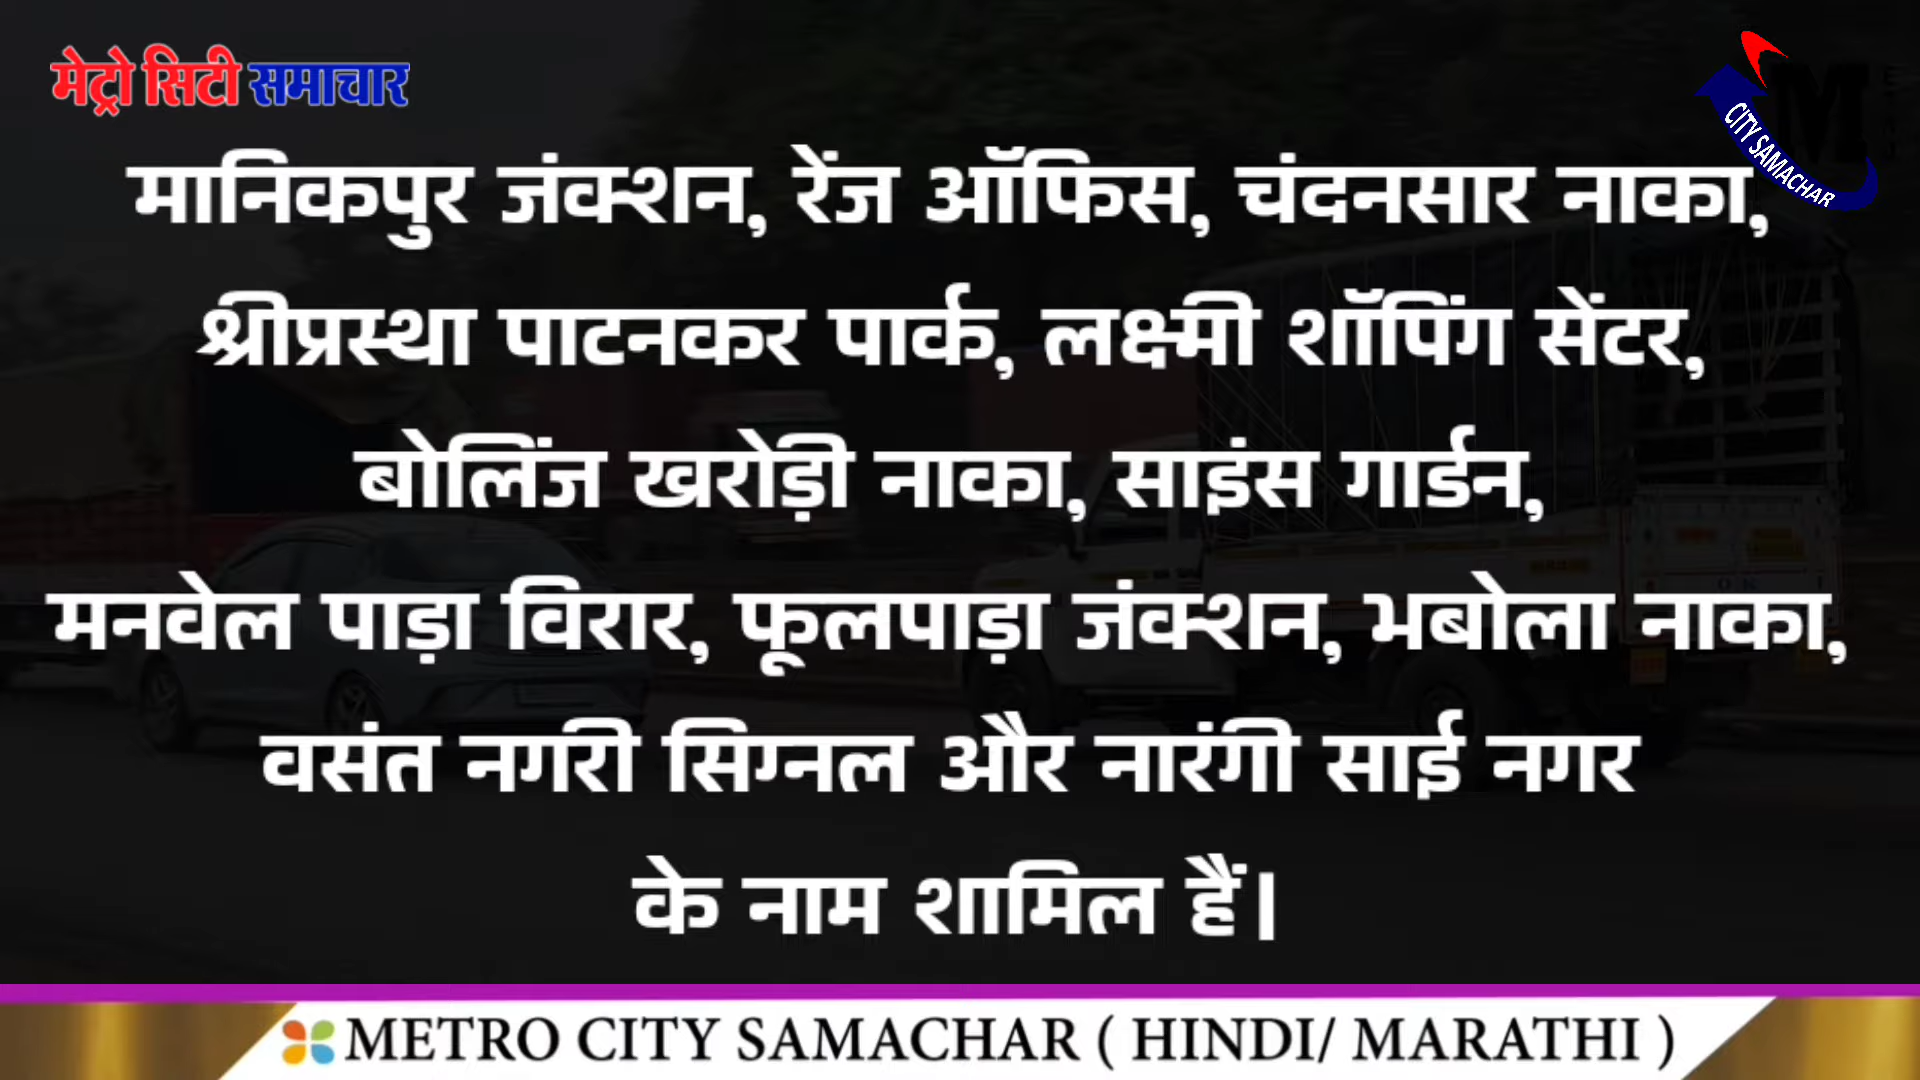 मेट्रो सिटी समाचार
CITY SAMACHAR
मानिकपुर जंक्शन, रेंज ऑफिस, चंदनसार नाका,
श्रीप्रस्था पाटनकर पार्क, लक्ष्मी शॉपिंग सेंटर,
बोलिंज खरोड़ी नाका, साइंस गार्डन,
मनवेल पाड़ा विरार, फूलपाड़ा जंक्शन, भबोला नाका,
वसंत नगरी सिग्नल और नारंगी साई नगर
के नाम शामिल हैं।
METRO CITY SAMACHAR ( HINDI/ MARATHI )